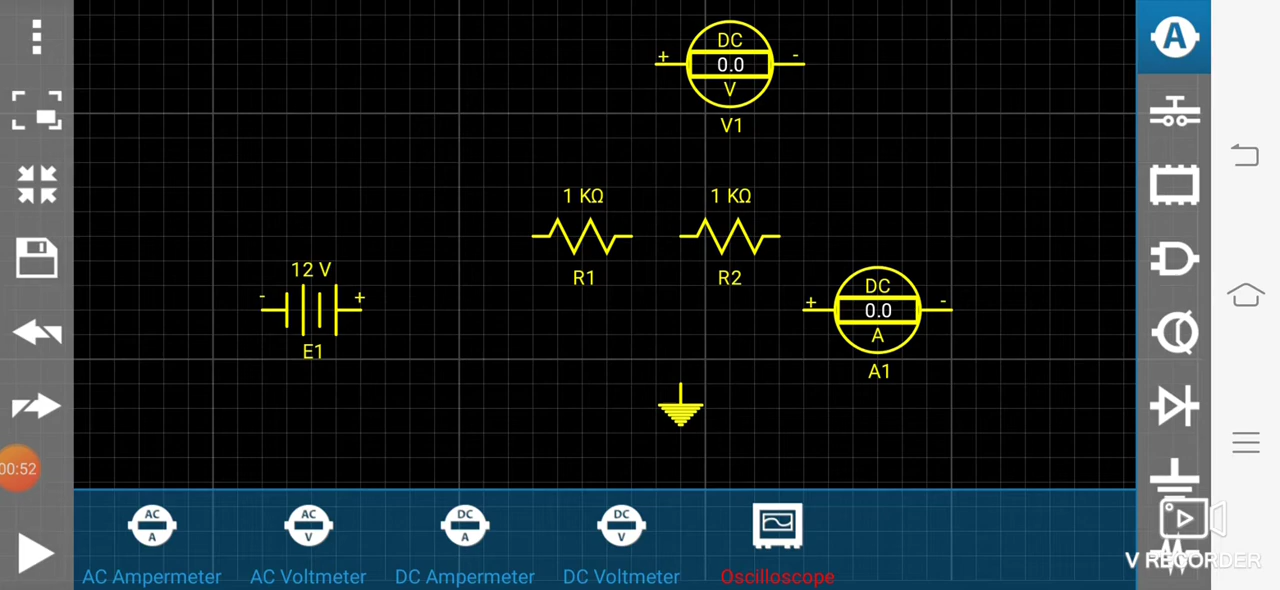 DC
+ 0.0 -
V
V1
1 KΩ 1 KΩ
R1 R2
12 V
- +
E1
DC
+ 0.0 -
A
A1
A
00:52
AC
A
AC
V
DC
A
DC
V
AC Ampermeter AC Voltmeter DC Ampermeter DC Voltmeter Oscilloscope
V RECORDER